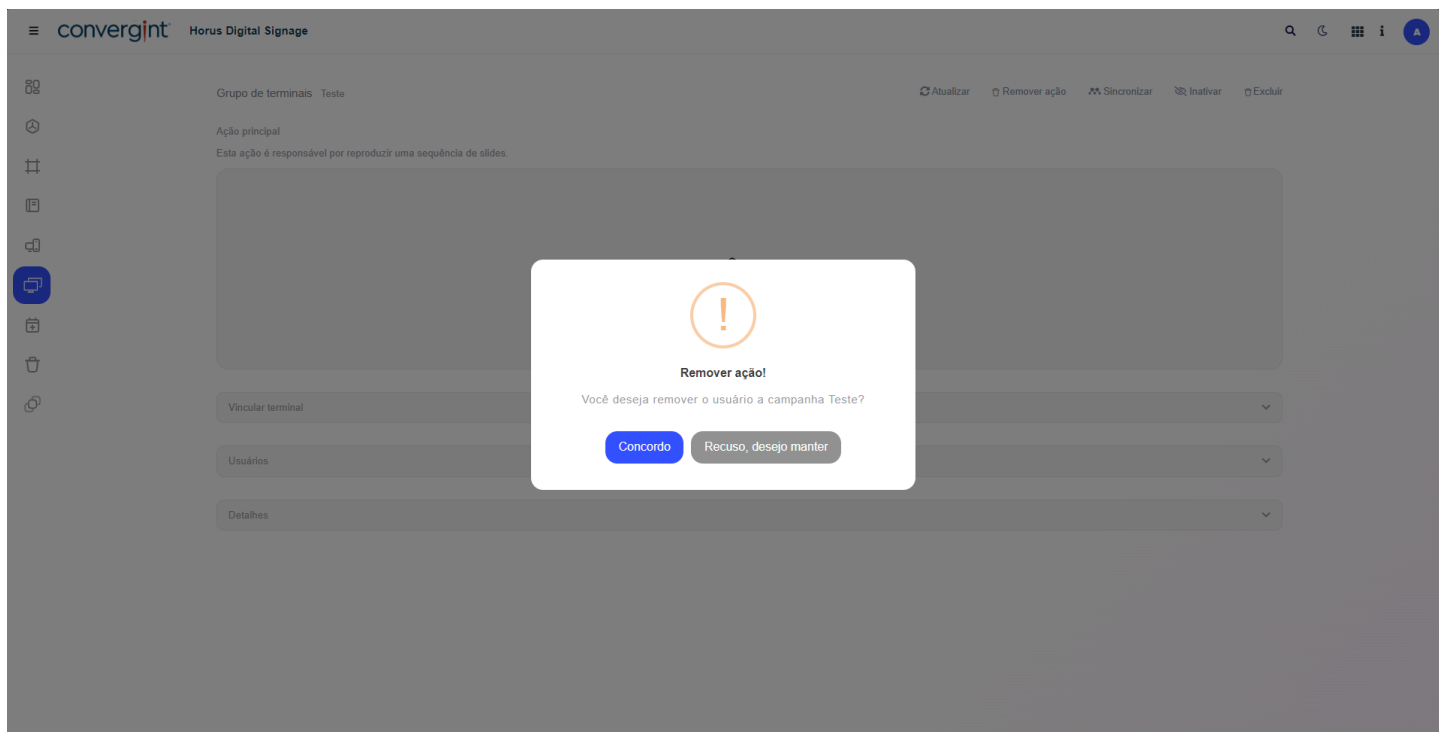 convergint Horus Digital Signage
i A
Grupo de terminais Teste Atualizar Remover ação Sincronizar Inativar Excluir
Ação principal
Esta ação é responsável por reproduzir uma sequência de slides.
!
Remover ação!
Você deseja remover o usuário a campanha Teste?
Concordo Recuso, desejo manter
Vincular terminal
Usuários
Detalhes